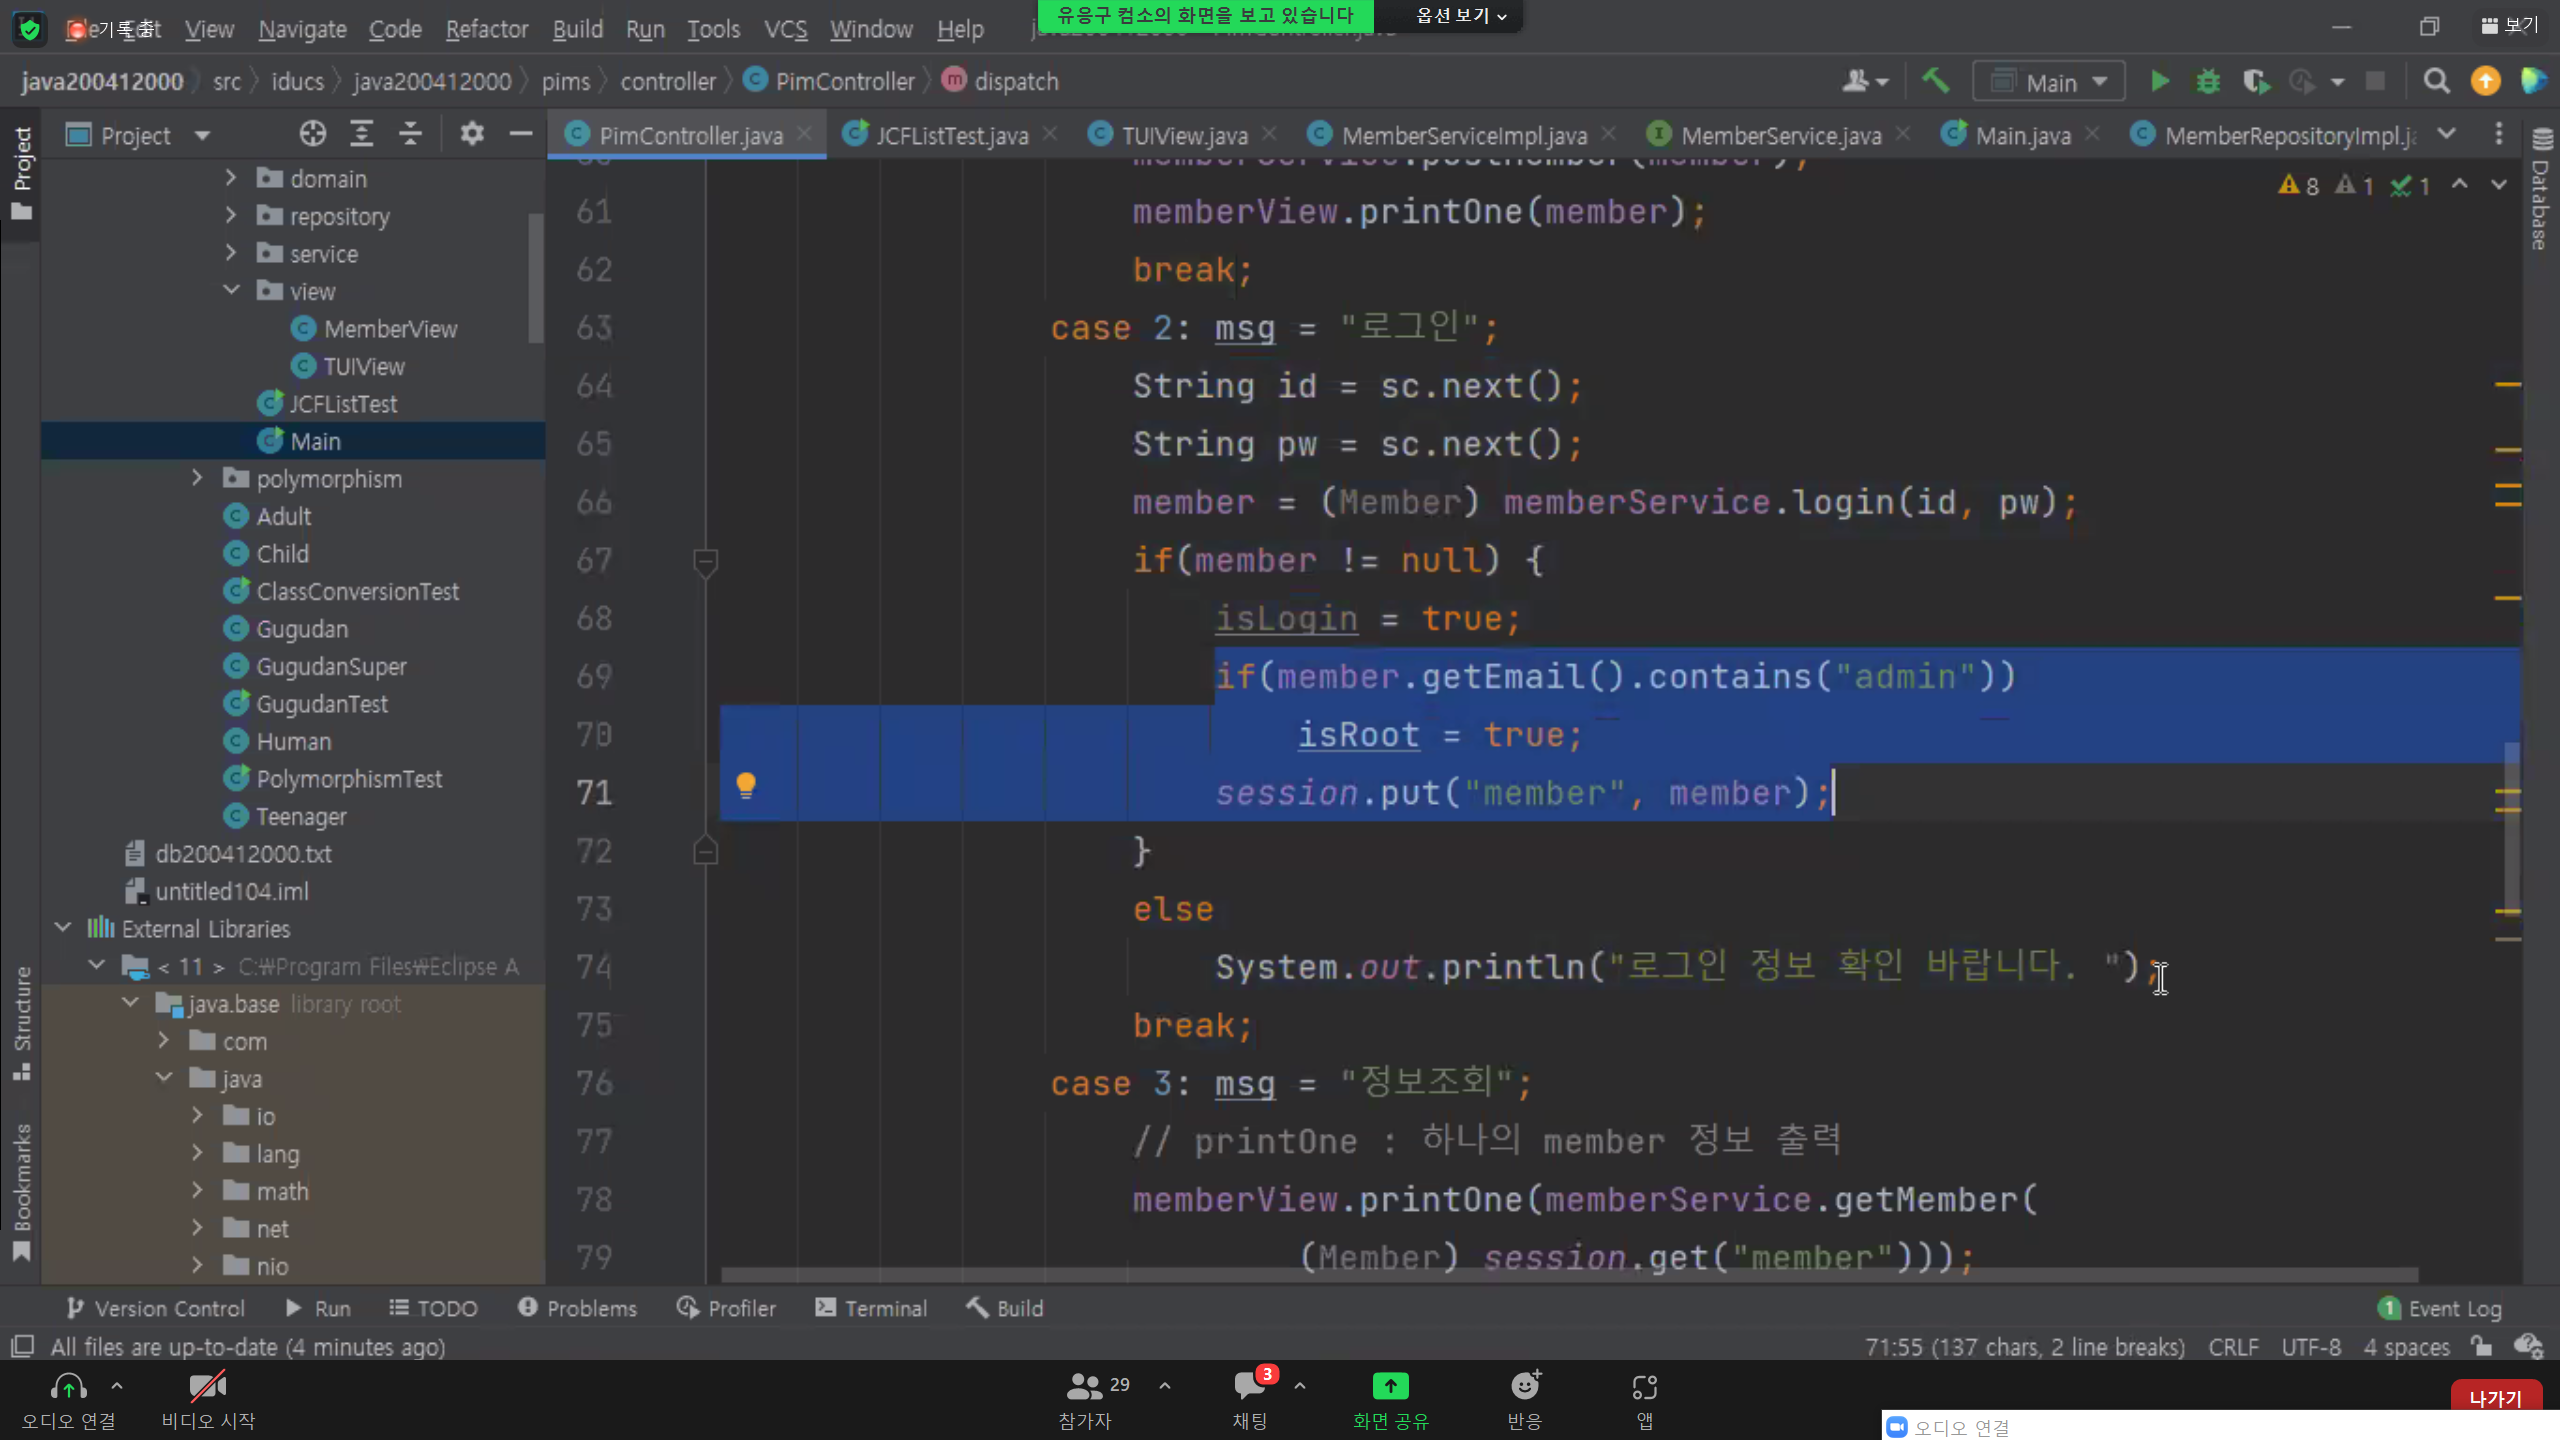 유응구 컴소의 화면을 보고 있습니다
옵션 보기
기록 중
View Navigate Code Refactor Build Run Tools VCS Window Help
보기
java200412000 src iducs java200412000 pims controller PimController dispatch
Main
Project
PimController.java JCFListTest.java TUIView.java MemberServiceImpl.java MemberService.java Main.java MemberRepositoryImpl.j
Project
Database
Structure
Bookmarks
domain
repository
service
view
MemberView
TUIView
JCFListTest
Main
polymorphism
Adult
Child
ClassConversionTest
Gugudan
GugudanSuper
GugudanTest
Human
PolymorphismTest
Teenager
db200412000.txt
untitled104.iml
External Libraries
< 11 > C:₩Program Files₩Eclipse A
java.base library root
com
java
io
lang
math
net
nio
8 1 1
memberService.postMember(member);
61 memberView.printOne(member);
62 break;
63 case 2: msg = "로그인";
64 String id = sc.next();
65 String pw = sc.next();
66 member = (Member) memberService.login(id, pw);
67 if(member != null) {
68 isLogin = true;
69 if(member.getEmail().contains("admin"))
70 isRoot = true;
71 session.put("member", member);
72 }
73 else
74 System.out.println("로그인 정보 확인 바랍니다. ");
75 break;
76 case 3: msg = "정보조회";
77 // printOne : 하나의 member 정보 출력
78 memberView.printOne(memberService.getMember(
79 (Member) session.get("member")));
Version Control Run TODO Problems Profiler Terminal Build
1 Event Log
All files are up-to-date (4 minutes ago)
71:55 (137 chars, 2 line breaks) CRLF UTF-8 4 spaces
오디오 연결
비디오 시작
29
참가자
3
채팅
화면 공유
반응
앱
나가기
오디오 연결